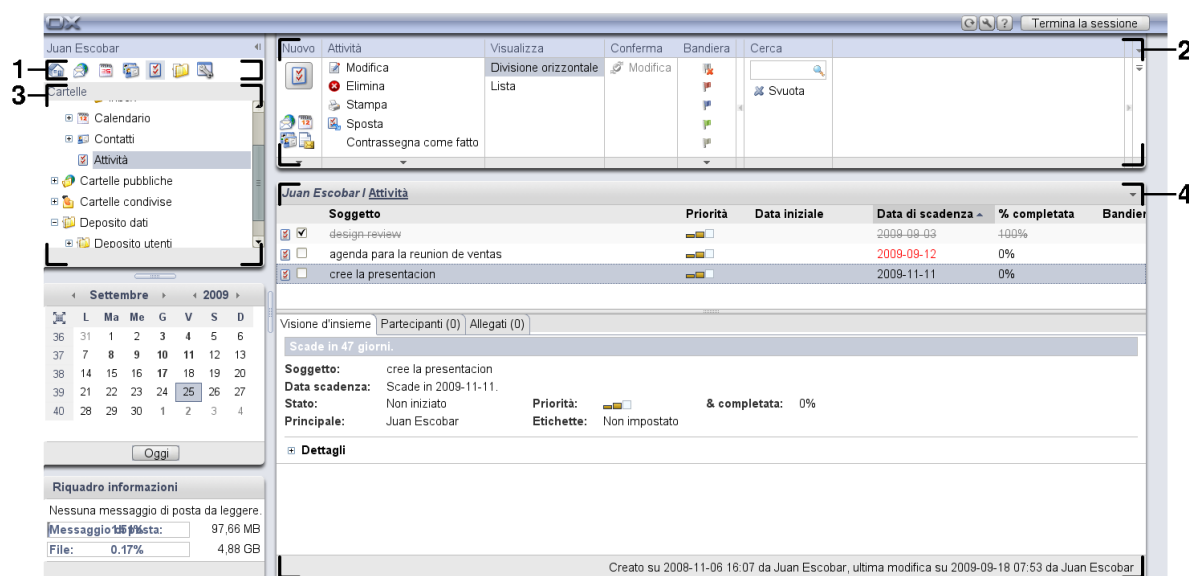 OX
Termina la sessione
Juan Escobar
Nuovo Attività Visualizza Conferma Bandiera Cerca
2
1
3
Cartelle
Modifica
Elimina
Stampa
Sposta
Contrassegna come fatto
Divisione orizzontale
Lista
Modifica
Svuota
Calendario
Contatti
Attività
Cartelle pubbliche
Cartelle condivise
Deposito dati
Deposito utenti
4
Juan Escobar / Attività
Soggetto Priorità Data iniziale Data di scadenza % completata Bandier
design review 2009-09-03 100%
agenda para la reunion de ventas 2009-09-12 0%
cree la presentacion 2009-11-11 0%
Settembre 2009
L Ma Me G V S D
36 31 1 2 3 4 5 6
37 7 8 9 10 11 12 13
38 14 15 16 17 18 19 20
39 21 22 23 24 25 26 27
40 28 29 30 1 2 3 4
Oggi
Visione d'insieme Partecipanti (0) Allegati (0)
Scade in 47 giorni.
Soggetto: cree la presentacion
Data scadenza: Scade in 2009-11-11.
Stato: Non iniziato Priorità: & completata: 0%
Principale: Juan Escobar Etichette: Non impostato
Dettagli
Riquadro informazioni
Nessuna messaggio di posta da leggere.
Messaggio di posta: 97,66 MB
File: 0.17% 4,88 GB
Creato su 2008-11-06 16:07 da Juan Escobar, ultima modifica su 2009-09-18 07:53 da Juan Escobar